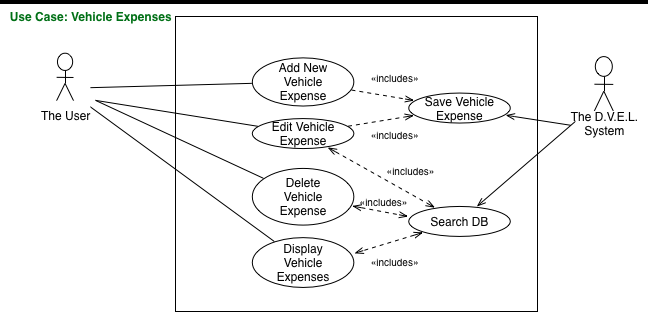 Use Case: Vehicle Expenses
The User
Add New
Vehicle
Expense
«includes»
Save Vehicle
Expense
The D.V.E.L.
System
Edit Vehicle
Expense
«includes»
«includes»
Delete
Vehicle
Expense
«includes»
Search DB
Display
Vehicle
Expenses
«includes»